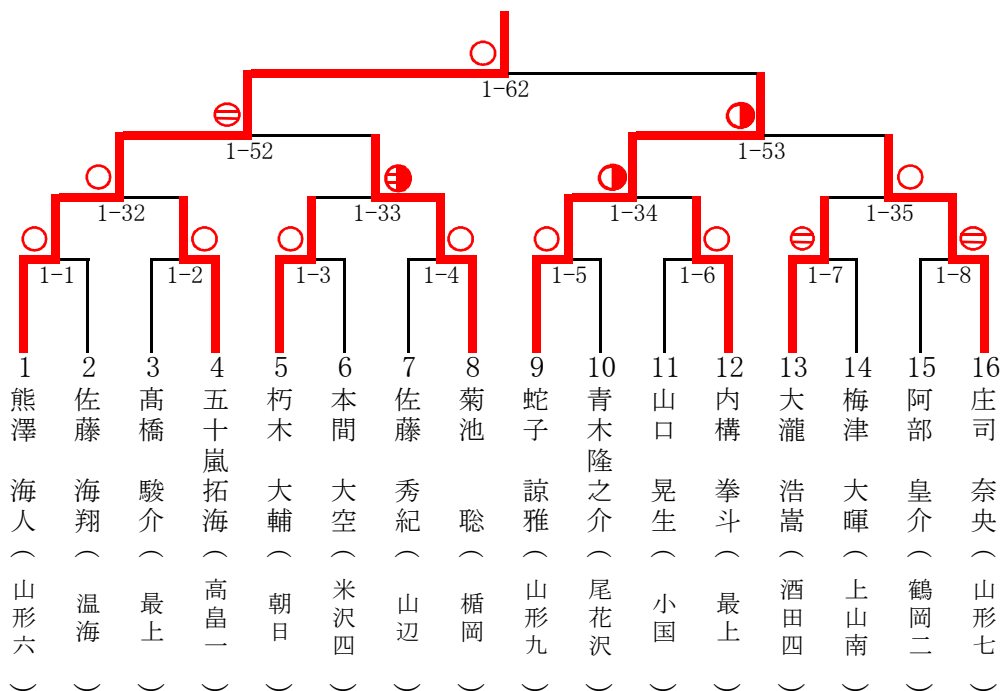 1-62
1-52
1-53
1-32
1-33
1-34
1-35
1-1
1-2
1-3
1-4
1-5
1-6
1-7
1-8
1 熊澤 海人 (山形六)
2 佐藤 海翔 (温海)
3 髙橋 駿介 (最上)
4 五十嵐拓海 (高畠一)
5 朽木 大輔 (朝日)
6 本間 大空 (米沢四)
7 佐藤 秀紀 (山辺)
8 菊池 聡 (楯岡)
9 蛇子 諒雅 (山形九)
10 青木隆之介 (尾花沢)
11 山口 晃生 (小国)
12 内構 拳斗 (最上)
13 大瀧 浩嵩 (酒田四)
14 梅津 大暉 (上山南)
15 阿部 皇介 (鶴岡二)
16 庄司 奈央 (山形七)